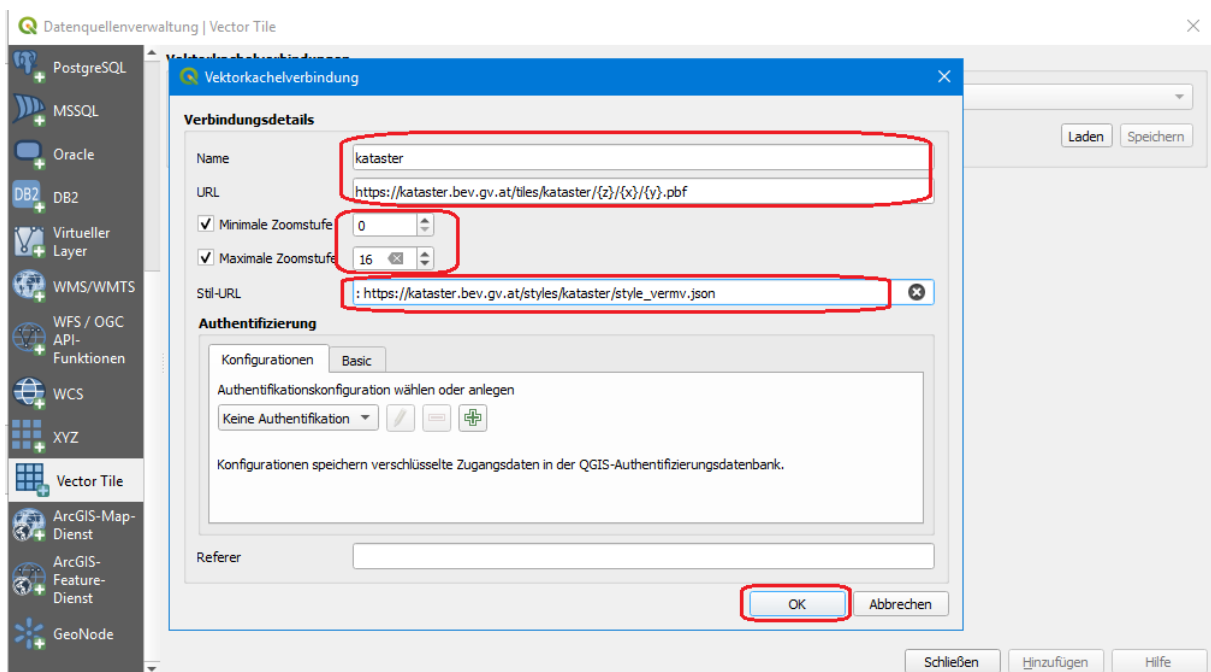 Datenquellenverwaltung | Vector Tile
PostgreSQL
MSSQL
Oracle
DB2
DB2
Virtueller
Layer
WMS/WMTS
WFS / OGC
API-
Funktionen
WCS
XYZ
Vector Tile
ArcGIS-Map-
Dienst
ArcGIS-
Feature-
Dienst
GeoNode
Vektorkachelverbindungen
Laden
Speichern
Vektorkachelverbindung
Verbindungsdetails
Name
kataster
URL
https://kataster.bev.gv.at/tiles/kataster/{z}/{x}/{y}.pbf
Minimale Zoomstufe
0
Maximale Zoomstufe
16
Stil-URL
: https://kataster.bev.gv.at/styles/kataster/style_vermv.json
Authentifizierung
Konfigurationen
Basic
Authentifikationskonfiguration wählen oder anlegen
Keine Authentifikation
Konfigurationen speichern verschlüsselte Zugangsdaten in der QGIS-Authentifizierungsdatenbank.
Referer
OK
Abbrechen
Schließen
Hinzufügen
Hilfe